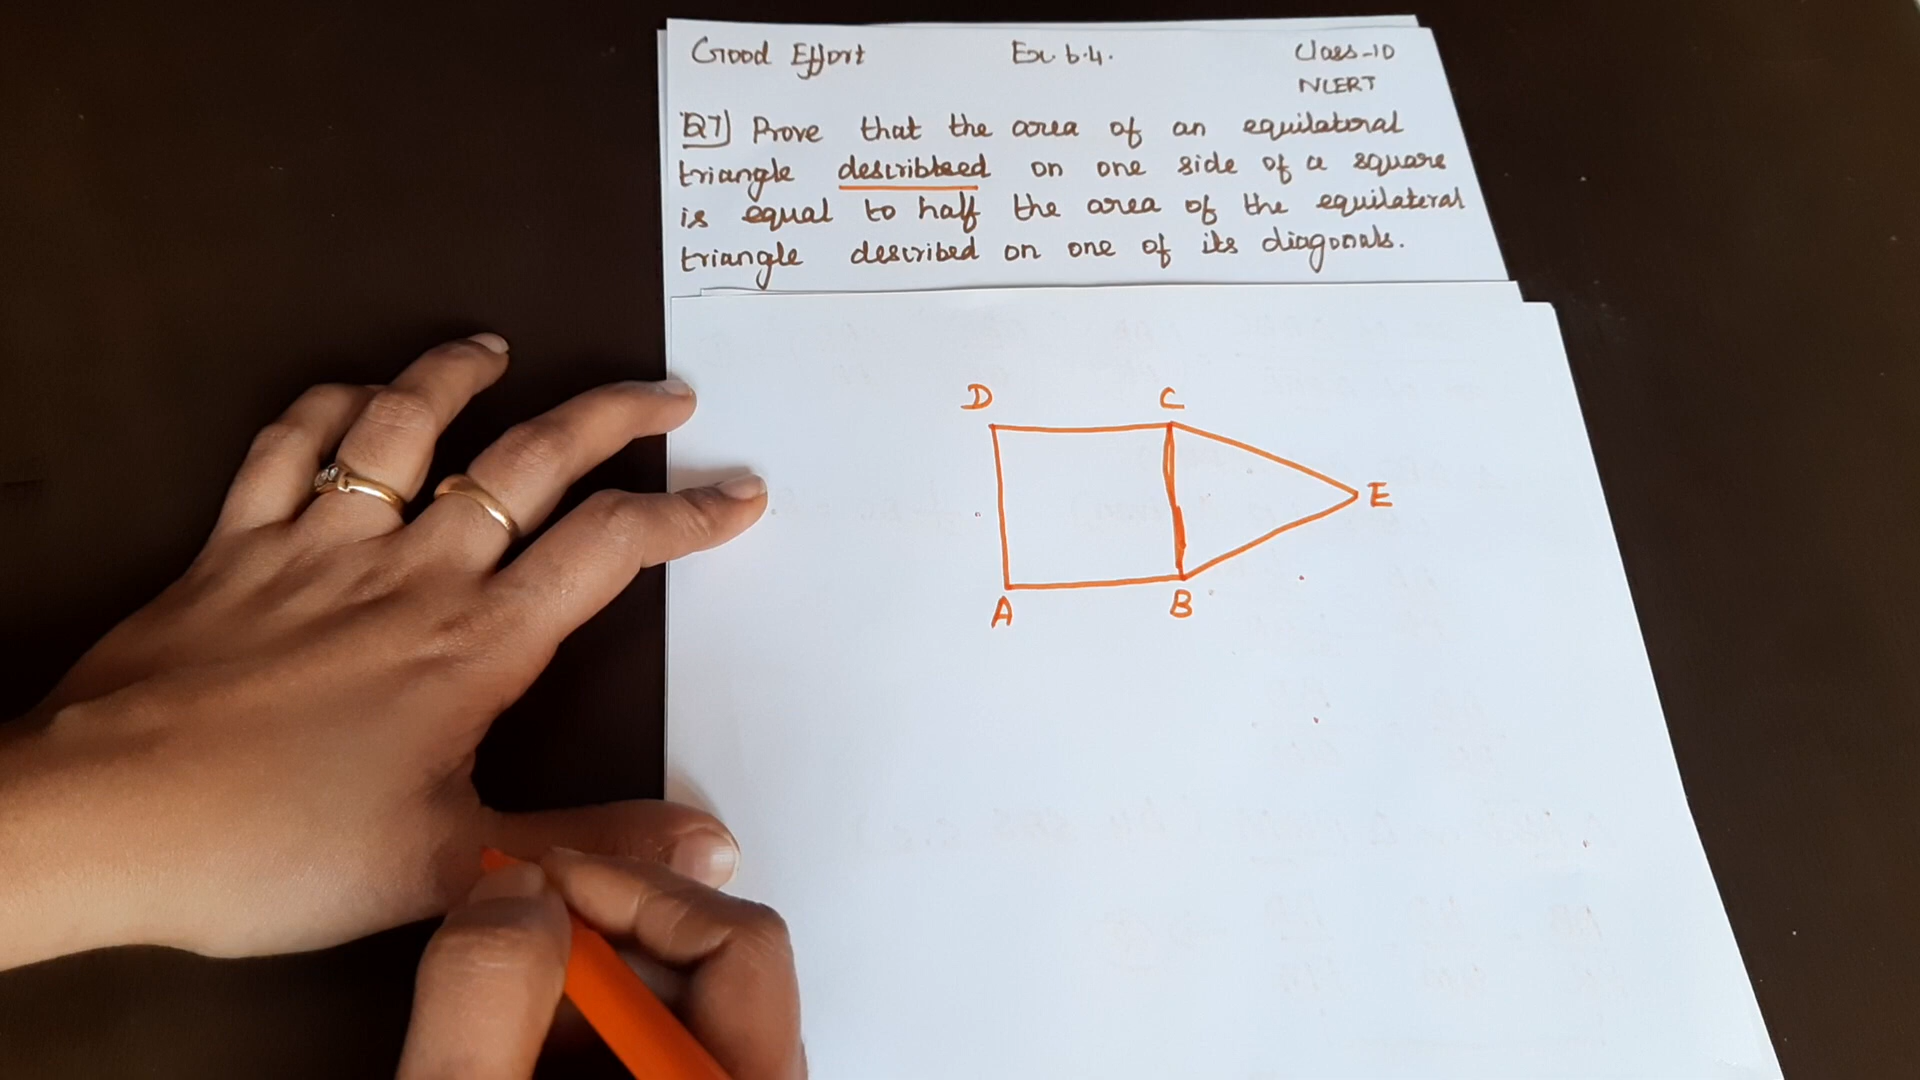 Good Effort Ex. 6.4. Class-10
NCERT
Q7) Prove that the area of an equilateral
triangle described on one side of a square
is equal to half the area of the equilateral
triangle described on one of its diagonals.
D C
E
A B